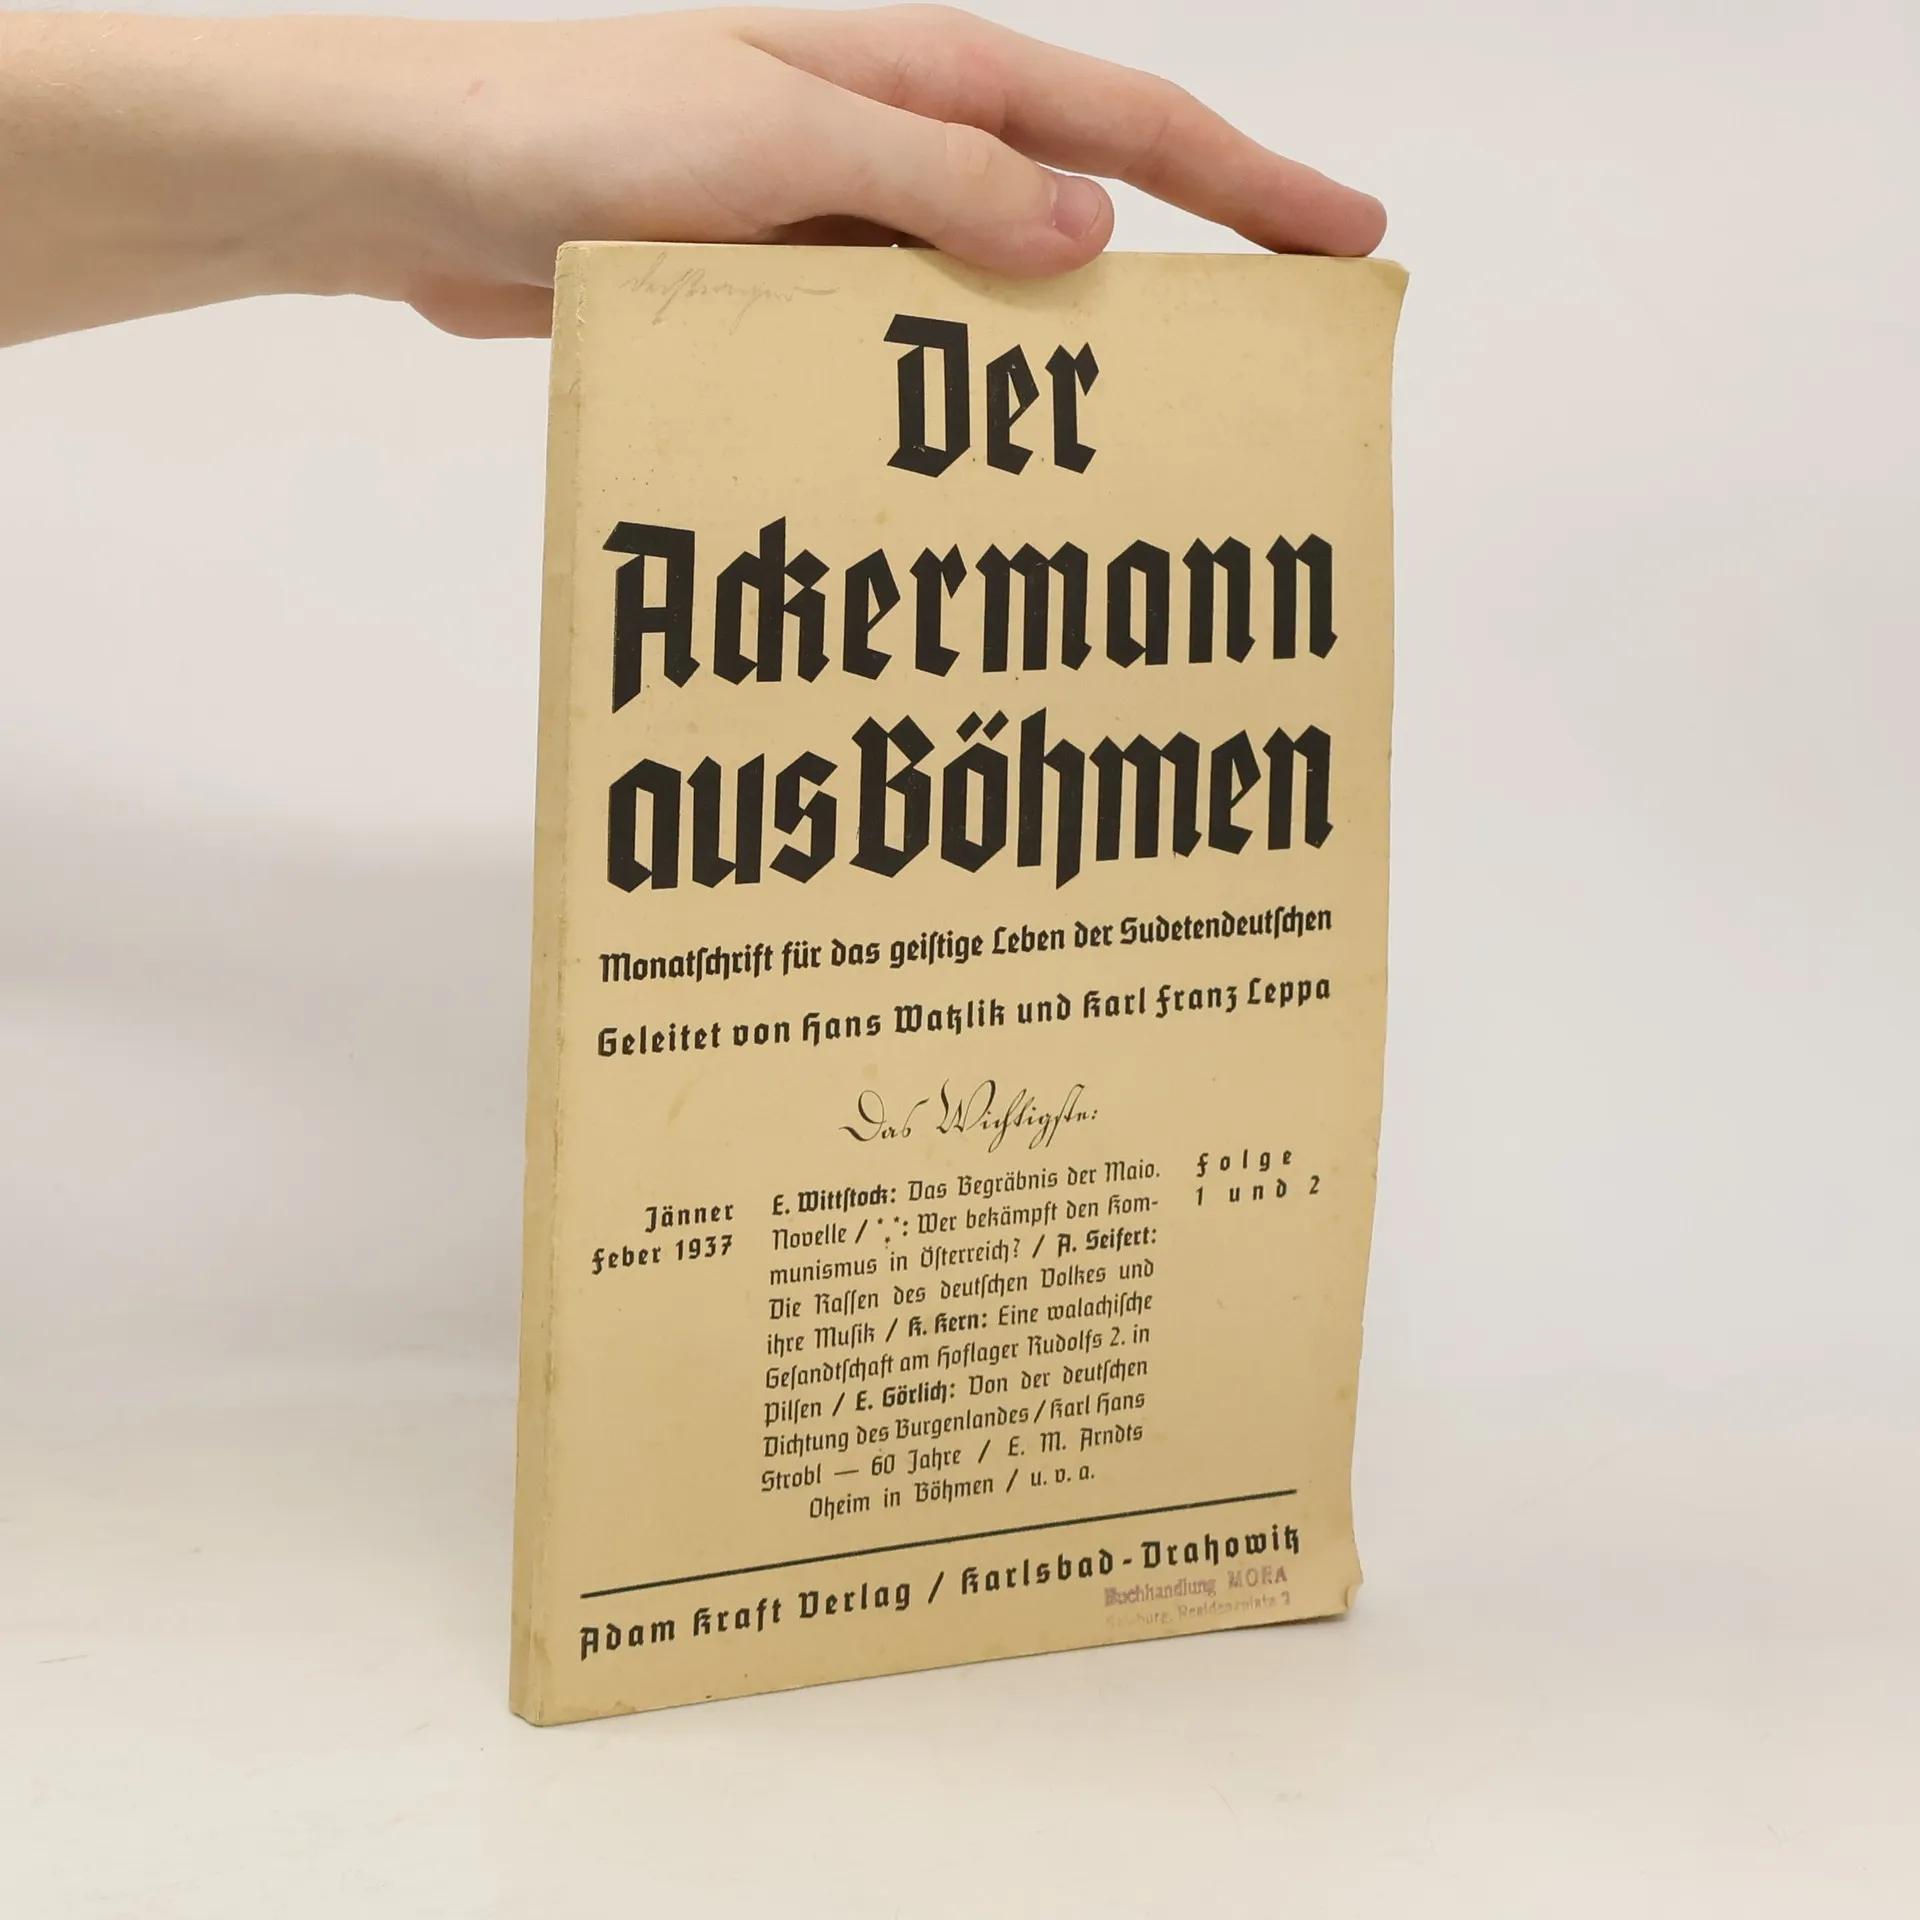 Der
Ackermann
aus Böhmen
Monatſchrift für das geiſtige Leben der Sudetendeutſchen
Geleitet von Hans Watzlik und Karl Franz Leppa
Das Wichtigſte:
Jänner
Feber 1937
E. Wittſtock: Das Begräbnis der Maio.
Novelle / *** : Wer bekämpft den Kom-
munismus in Öſterreich? / A. Seifert:
Die Raſſen des deutſchen Volkes und
ihre Muſik / K. Kern: Eine walachiſche
Geſandtſchaft am Hoflager Rudolfs 2. in
Pilſen / E. Görlich: Von der deutſchen
Dichtung des Burgenlandes / Karl Hans
Strobl — 60 Jahre / E. M. Arndts
Oheim in Böhmen / u. v. a.
Folge
1 und 2
Adam Kraft Verlag / Karlsbad-Drahowitz
Buchhandlung MORA
Residenzplatz 2